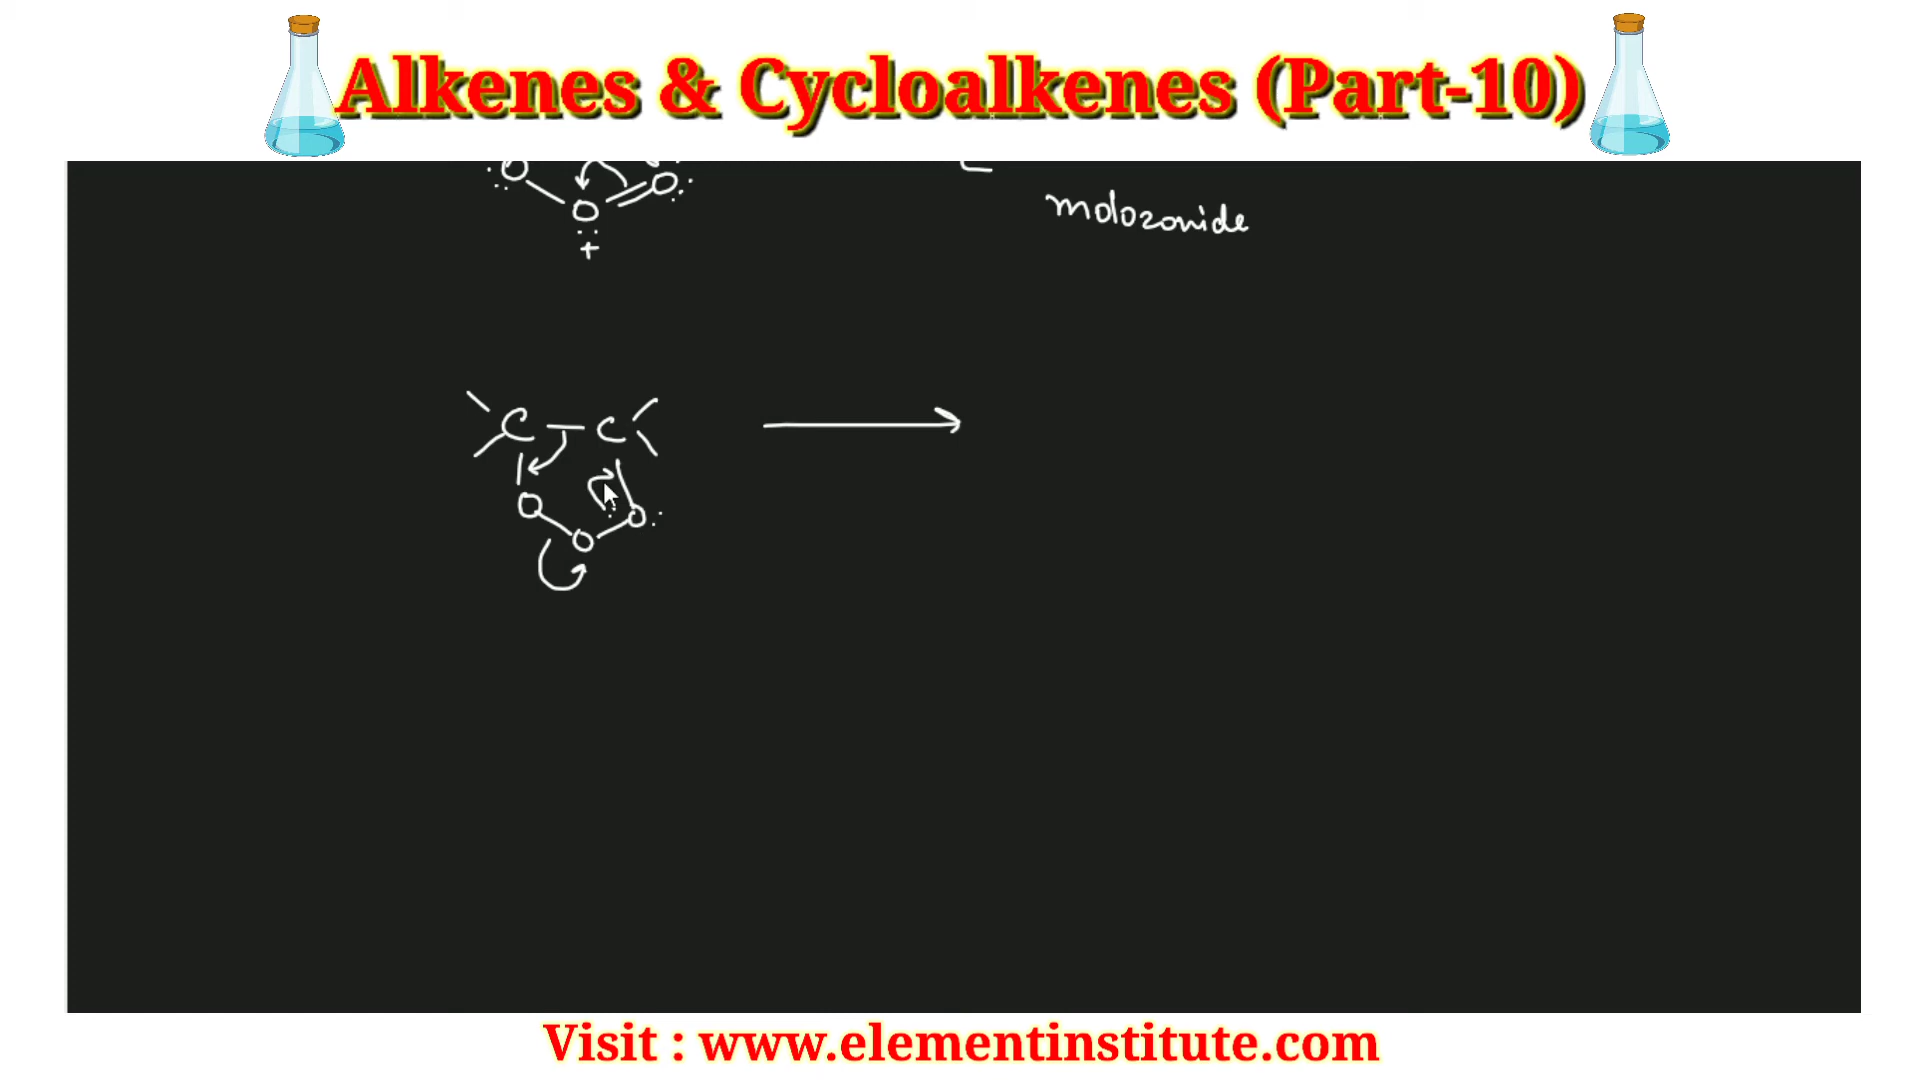 Alkenes & Cycloalkenes (Part-10)
O
O
O
+
molozonide
C – C
O
O
O
Visit : www.elementinstitute.com